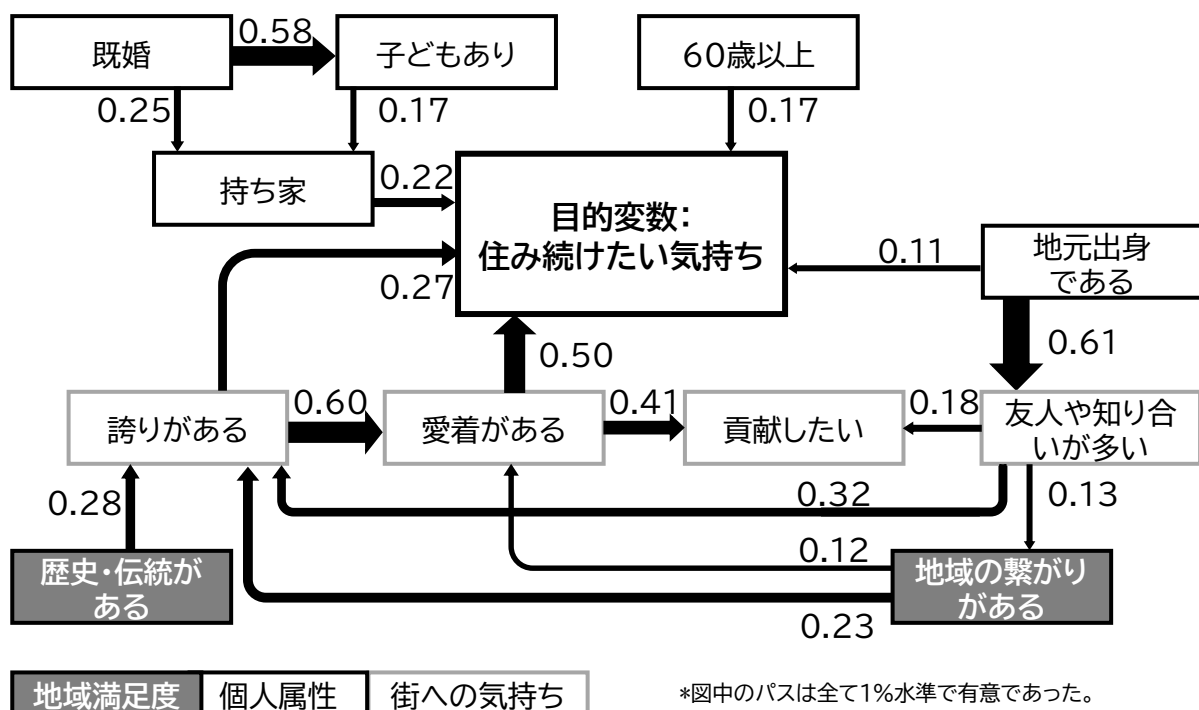 既婚
0.58
子どもあり
60歳以上
0.25
0.17
0.17
持ち家
0.22
目的変数:
住み続けたい気持ち
0.27
0.11
地元出身
である
0.50
0.61
誇りがある
0.60
愛着がある
0.41
貢献したい
0.18
友人や知り合
いが多い
0.28
0.32
0.13
0.12
歴史・伝統が
ある
地域の繋がり
がある
0.23
地域満足度
個人属性
街への気持ち
*図中のパスは全て1%水準で有意であった。